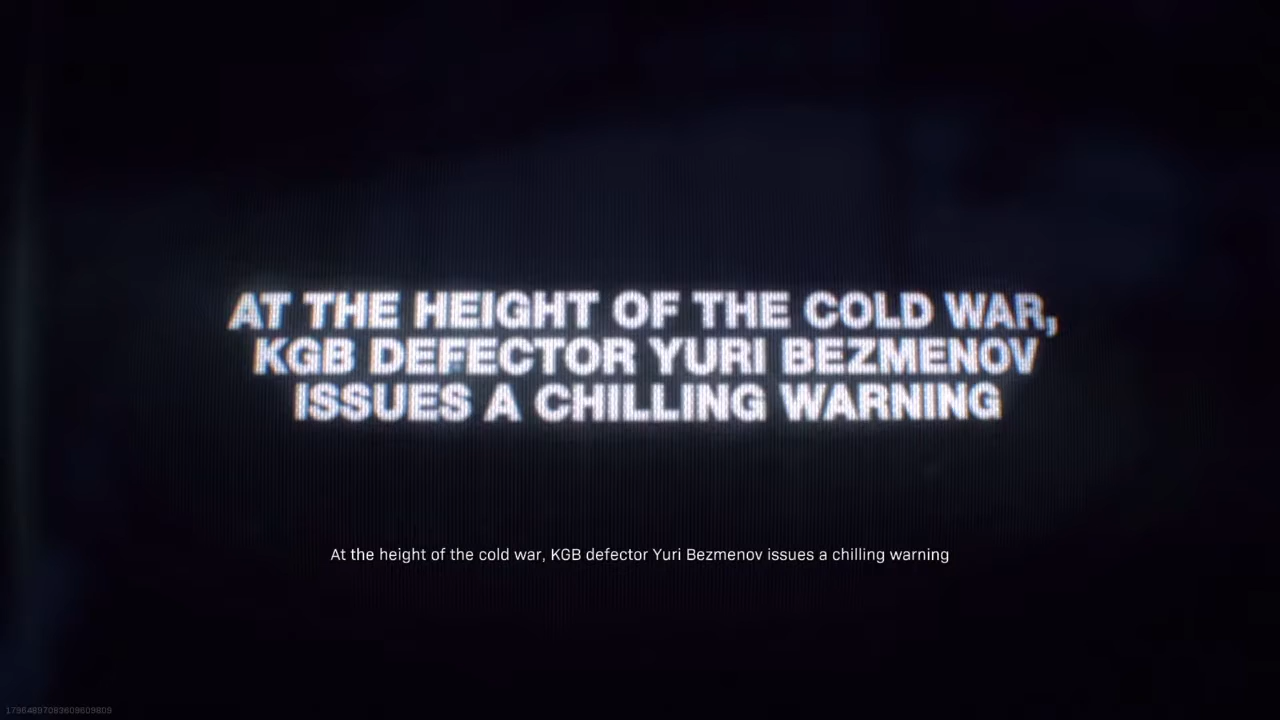 AT THE HEIGHT OF THE COLD WAR,
KGB DEFECTOR YURI BEZMENOV
ISSUES A CHILLING WARNING
At the height of the cold war, KGB defector Yuri Bezmenov issues a chilling warning